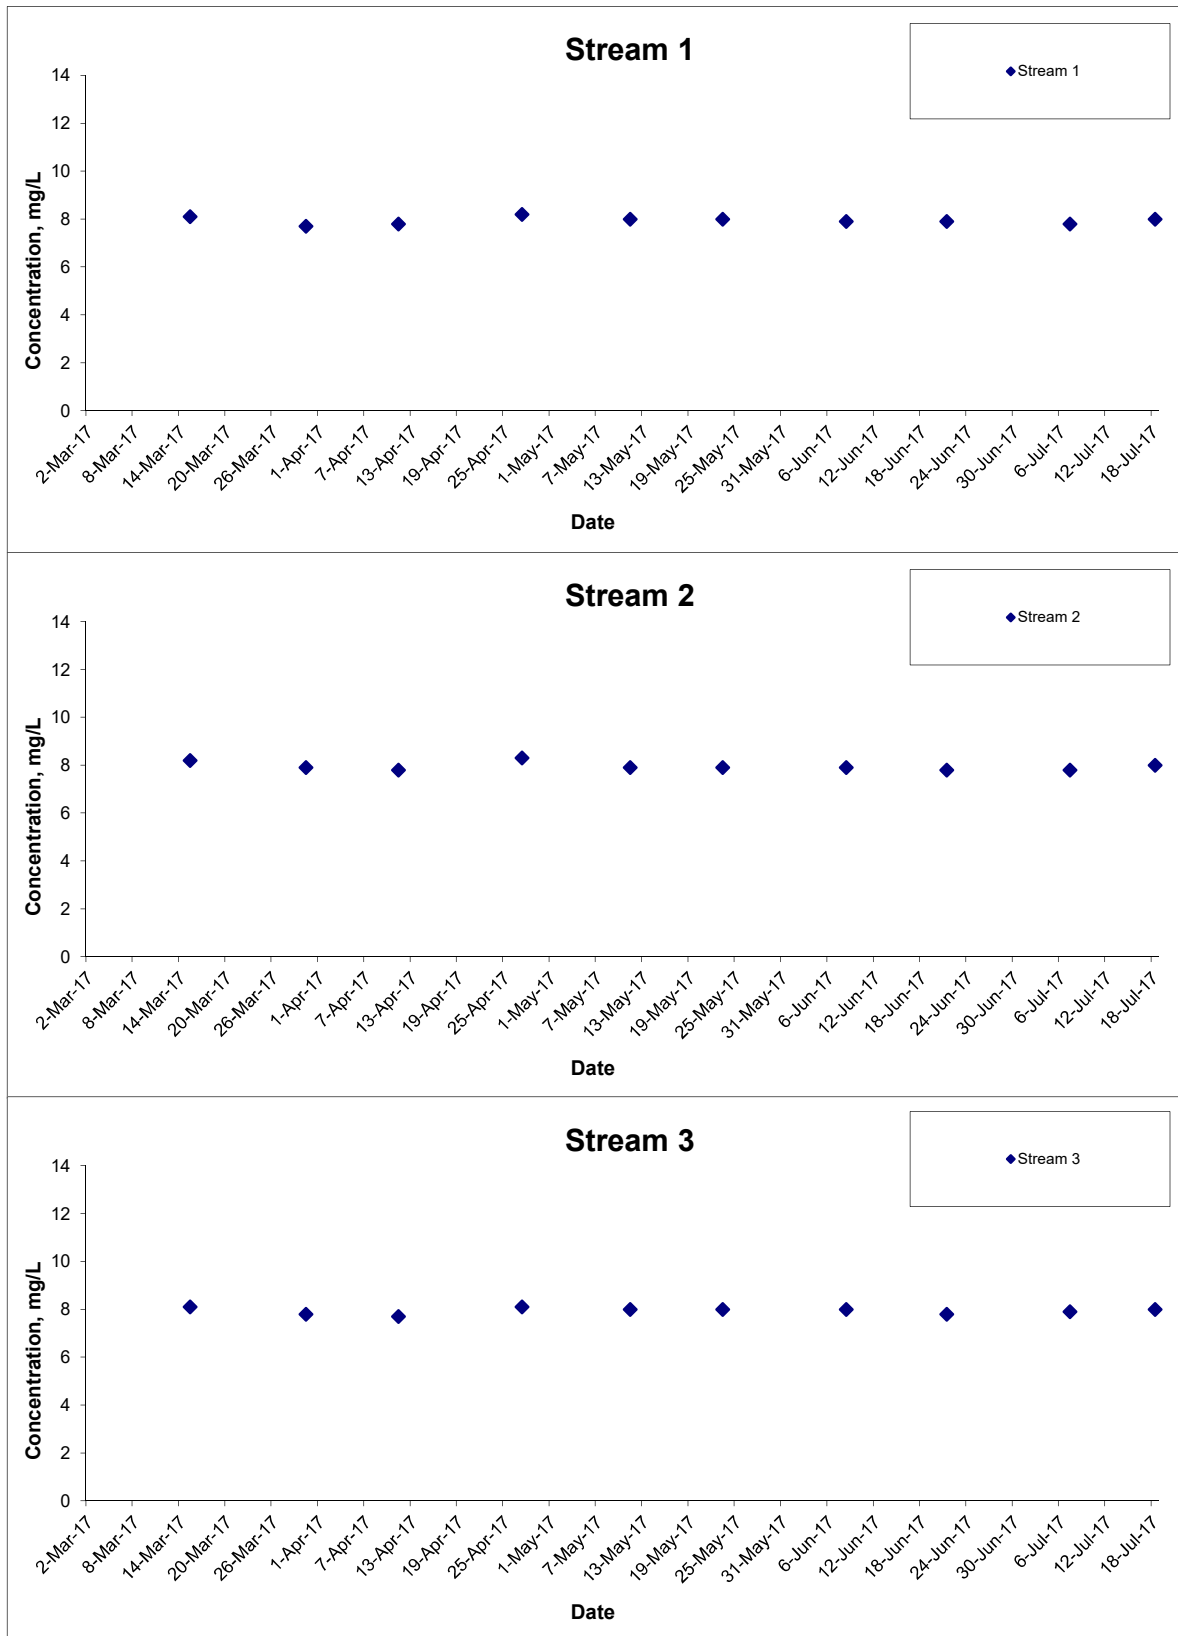 Stream 1
Stream 1
14
12
10
8
6
4
2
0
Concentration, mg/L
2-Mar-17
8-Mar-17
14-Mar-17
20-Mar-17
26-Mar-17
1-Apr-17
7-Apr-17
13-Apr-17
19-Apr-17
25-Apr-17
1-May-17
7-May-17
13-May-17
19-May-17
25-May-17
31-May-17
6-Jun-17
12-Jun-17
18-Jun-17
24-Jun-17
30-Jun-17
6-Jul-17
12-Jul-17
18-Jul-17
Date
Stream 2
Stream 2
14
12
10
8
6
4
2
0
Concentration, mg/L
2-Mar-17
8-Mar-17
14-Mar-17
20-Mar-17
26-Mar-17
1-Apr-17
7-Apr-17
13-Apr-17
19-Apr-17
25-Apr-17
1-May-17
7-May-17
13-May-17
19-May-17
25-May-17
31-May-17
6-Jun-17
12-Jun-17
18-Jun-17
24-Jun-17
30-Jun-17
6-Jul-17
12-Jul-17
18-Jul-17
Date
Stream 3
Stream 3
14
12
10
8
6
4
2
0
Concentration, mg/L
2-Mar-17
8-Mar-17
14-Mar-17
20-Mar-17
26-Mar-17
1-Apr-17
7-Apr-17
13-Apr-17
19-Apr-17
25-Apr-17
1-May-17
7-May-17
13-May-17
19-May-17
25-May-17
31-May-17
6-Jun-17
12-Jun-17
18-Jun-17
24-Jun-17
30-Jun-17
6-Jul-17
12-Jul-17
18-Jul-17
Date